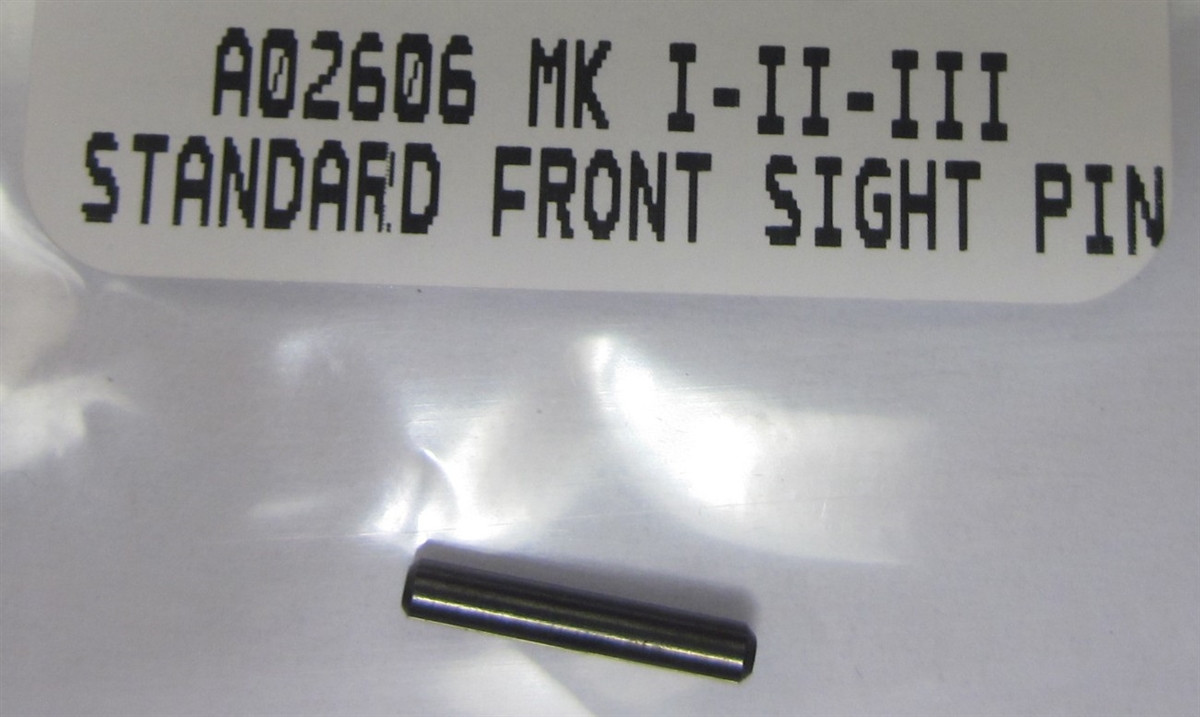 A02606 MK I-II-III
STANDARD FRONT SIGHT PIN